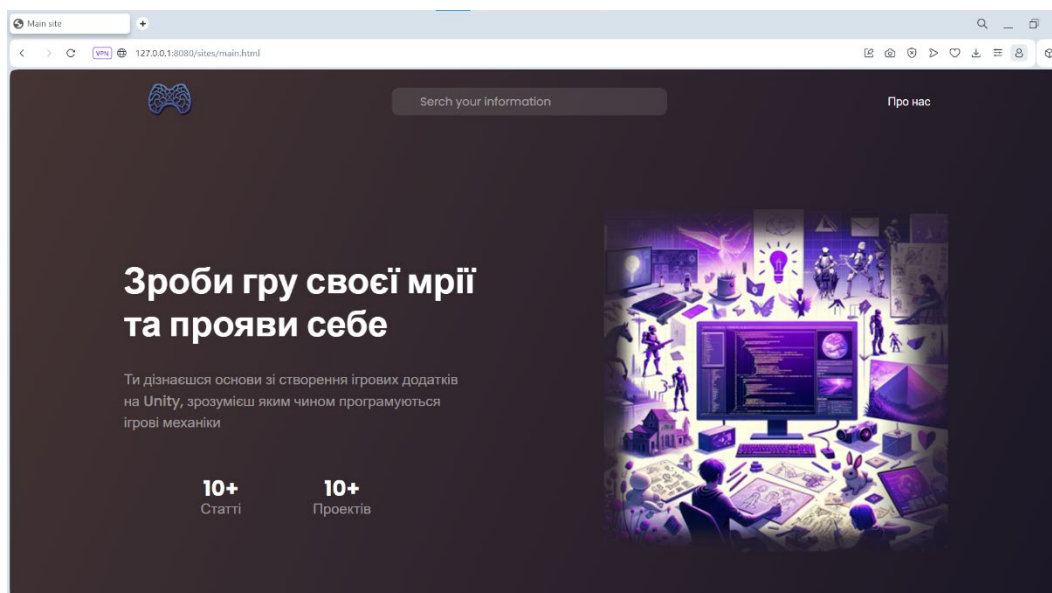 Main site
VPN
127.0.0.1:8080/sites/main.html
Serch your information
Про нас
Зроби гру своєї мрії
та прояви себе
Ти дізнаєшся основи зі створення ігрових додатків
на Unity, зрозумієш яким чином програмуються
ігрові механіки
10+ 10+
Статті Проектів